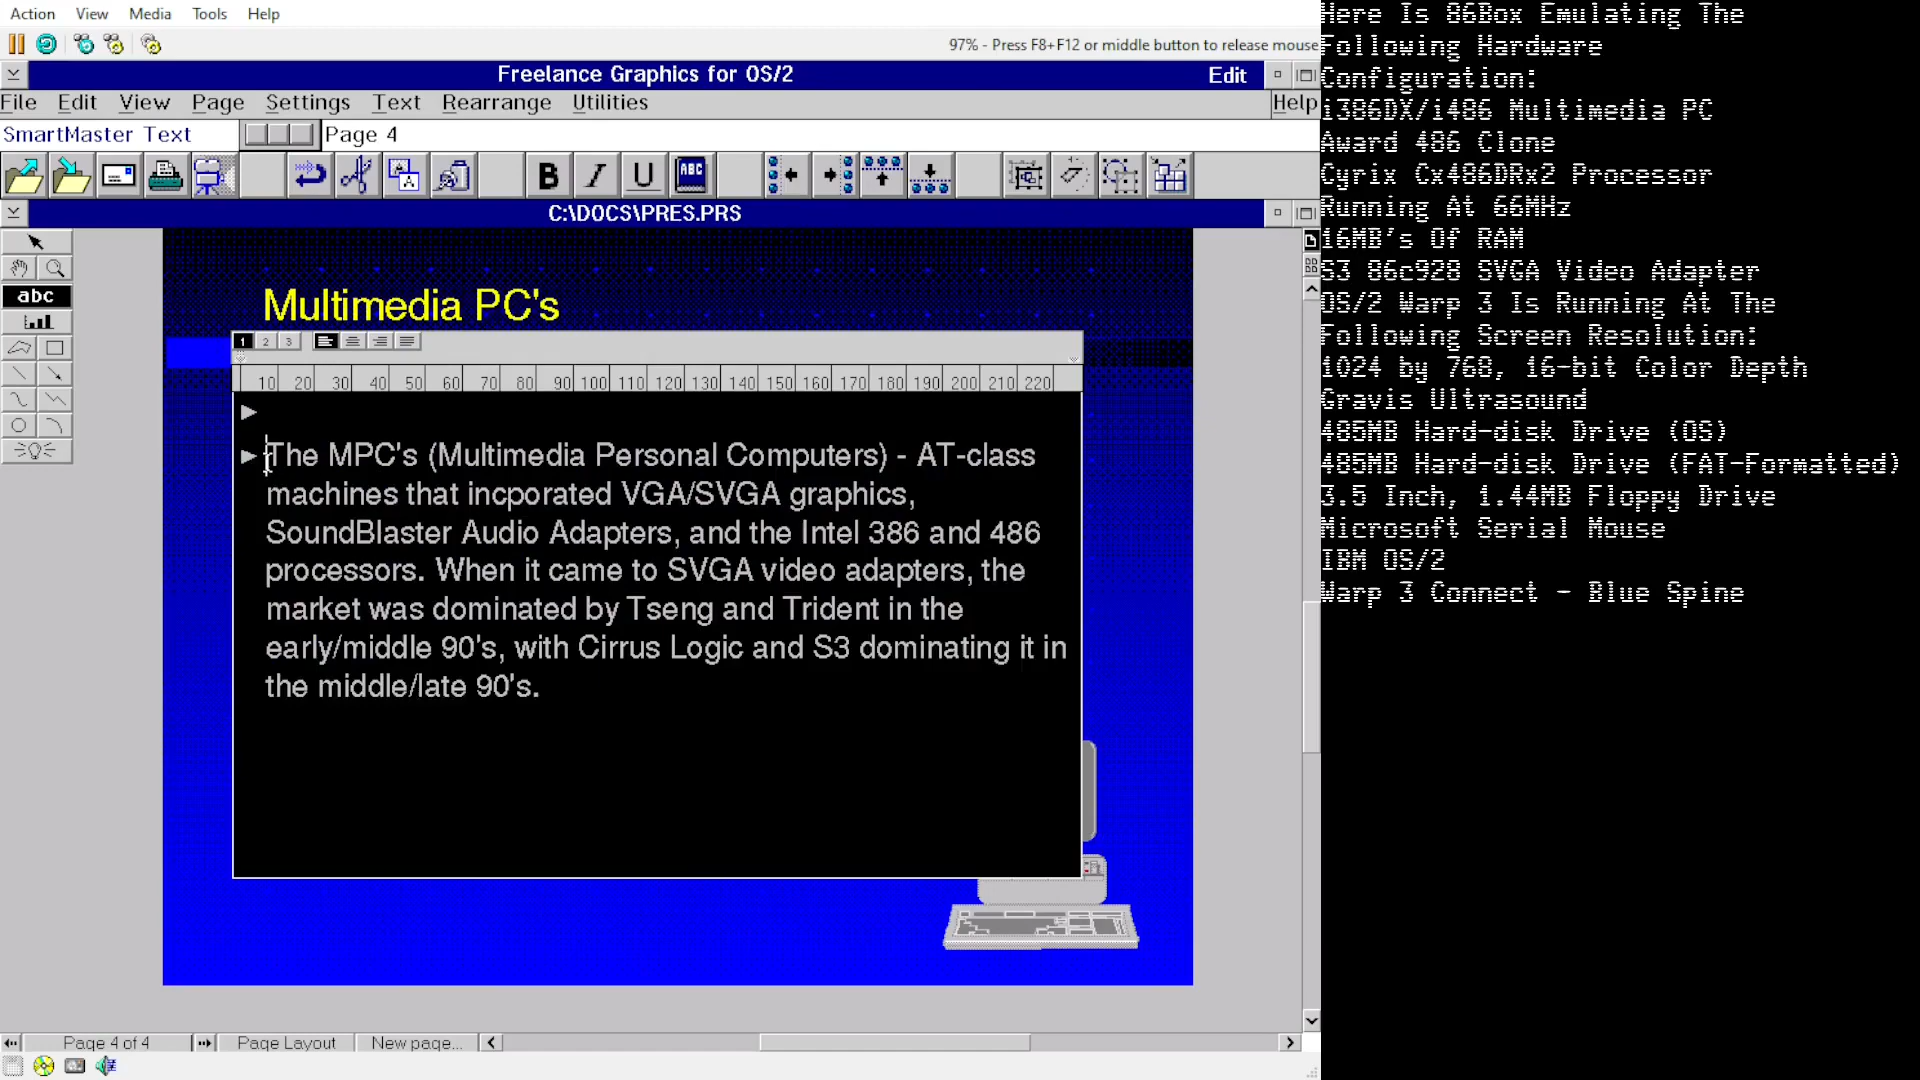 Action View Media Tools Help
97% - Press F8+F12 or middle button to release mouse
Freelance Graphics for OS/2 Edit
File Edit View Page Settings Text Rearrange Utilities Help
SmartMaster Text Page 4
B I U ABC
C:\DOCS\PRES.PRS
abc
Multimedia PC's
1 2 3
10 20 30 40 50 60 70 80 90 100 110 120 130 140 150 160 170 180 190 200 210 220
The MPC's (Multimedia Personal Computers) - AT-class
machines that incporated VGA/SVGA graphics,
SoundBlaster Audio Adapters, and the Intel 386 and 486
processors. When it came to SVGA video adapters, the
market was dominated by Tseng and Trident in the
early/middle 90's, with Cirrus Logic and S3 dominating it in
the middle/late 90's.
Page 4 of 4 Page Layout New page...
Here Is 86Box Emulating The
Following Hardware
Configuration:
i386DX/i486 Multimedia PC
Award 486 Clone
Cyrix Cx486DRx2 Processor
Running At 66MHz
16MB's Of RAM
S3 86c928 SVGA Video Adapter
OS/2 Warp 3 Is Running At The
Following Screen Resolution:
1024 by 768, 16-bit Color Depth
Gravis Ultrasound
485MB Hard-disk Drive (OS)
485MB Hard-disk Drive (FAT-Formatted)
3.5 Inch, 1.44MB Floppy Drive
Microsoft Serial Mouse
IBM OS/2
Warp 3 Connect - Blue Spine